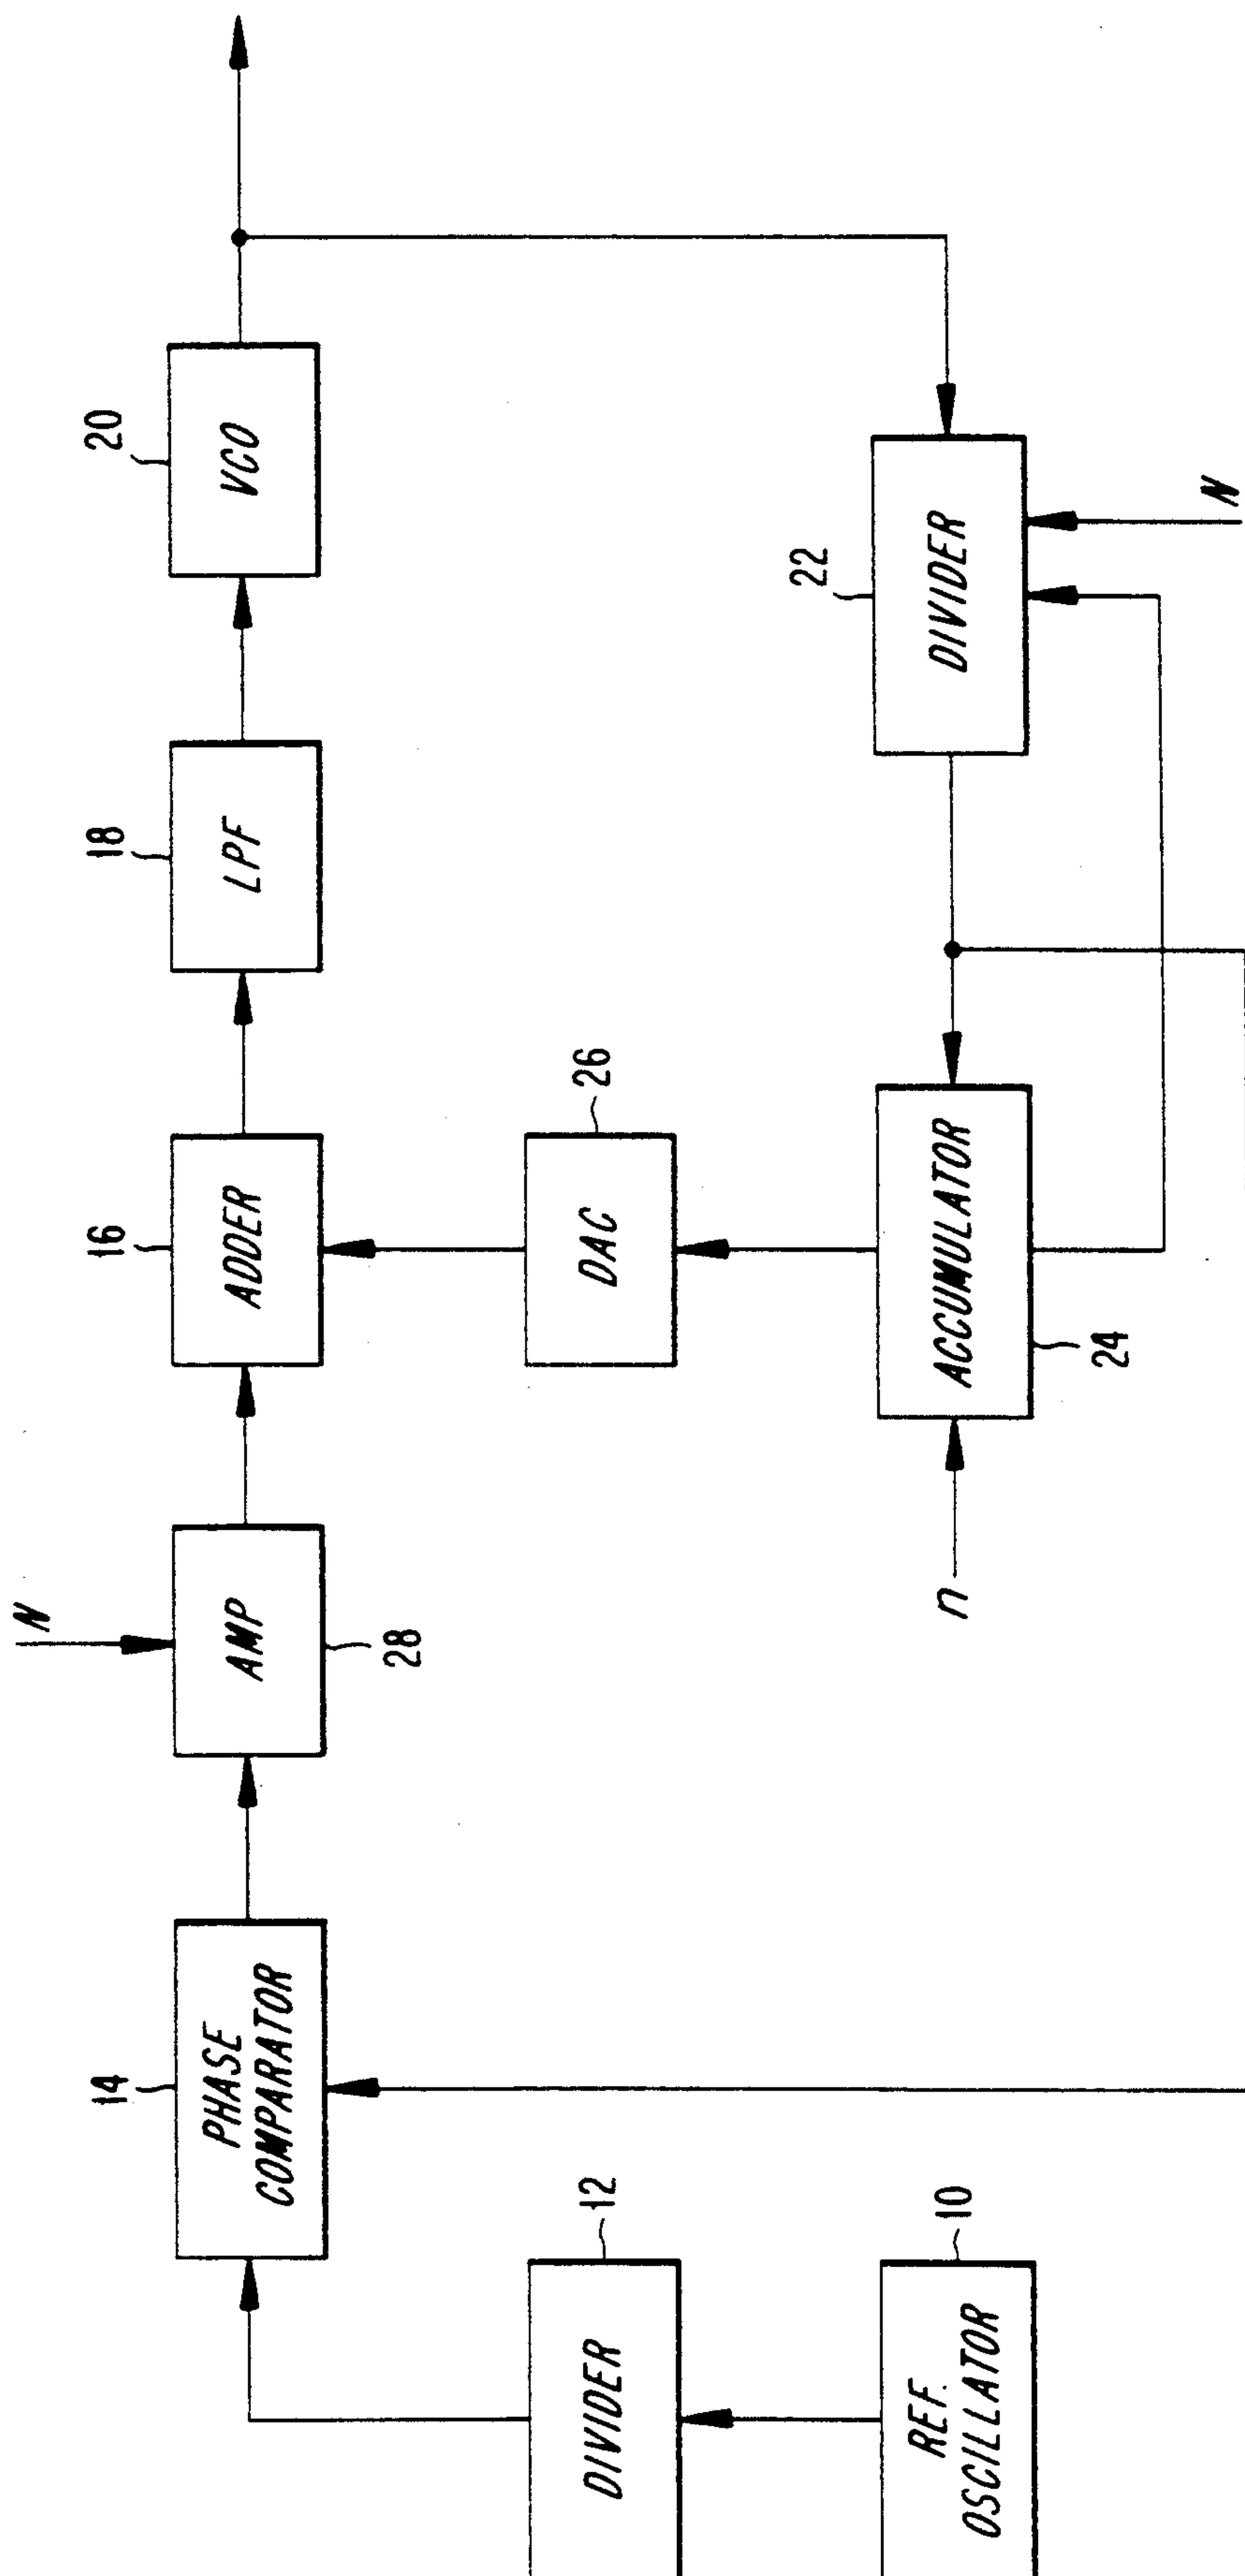 N
14
PHASE
COMPARATOR
AMP
28
16
ADDER
18
LPF
20
VCO
12
DIVIDER
26
DAC
22
DIVIDER
10
REF.
OSCILLATOR
n
ACCUMULATOR
24
N